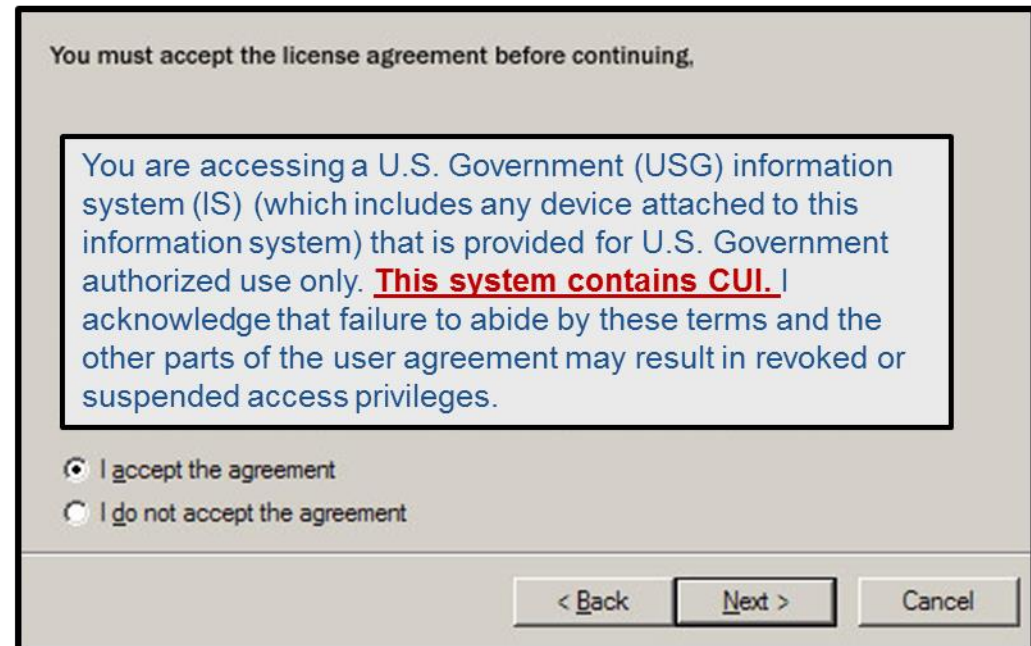 You must accept the license agreement before continuing,
You are accessing a U.S. Government (USG) information
system (IS) (which includes any device attached to this
information system) that is provided for U.S. Government
authorized use only. This system contains CUI. I
acknowledge that failure to abide by these terms and the
other parts of the user agreement may result in revoked or
suspended access privileges.
I accept the agreement
I do not accept the agreement
< Back Next > Cancel